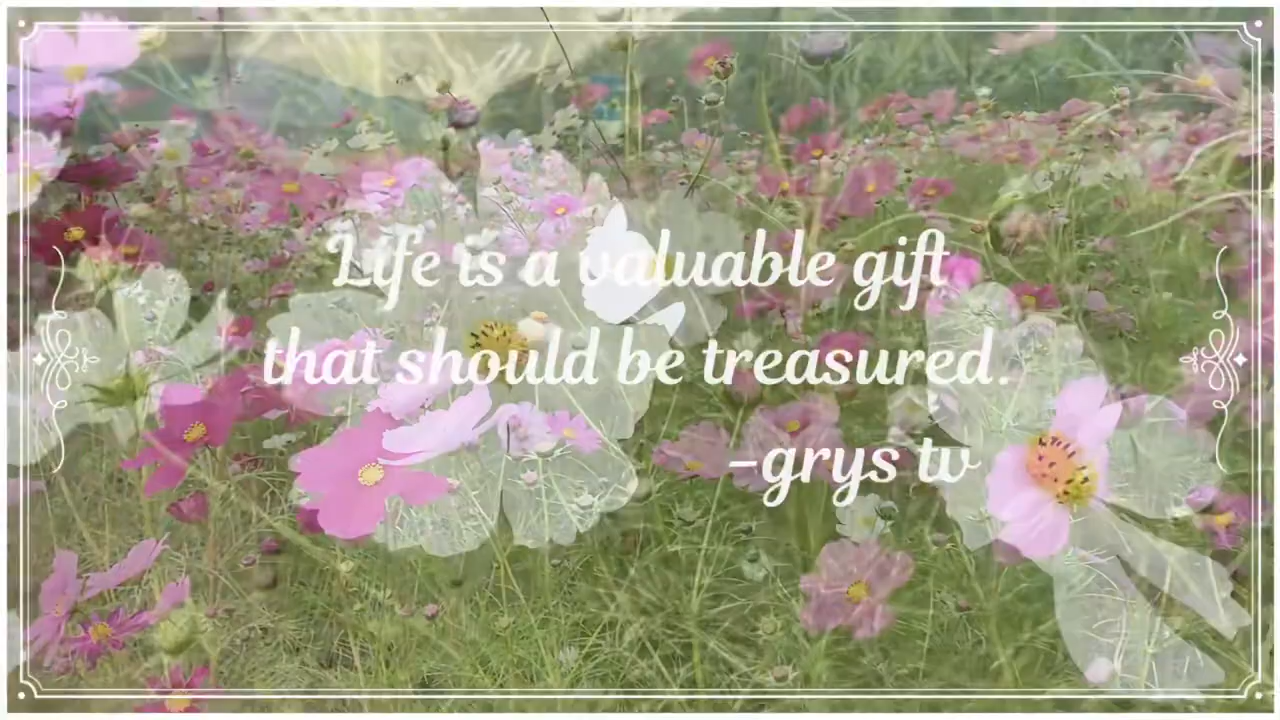 Life is a valuable gift
that should be treasured.
-grys tv